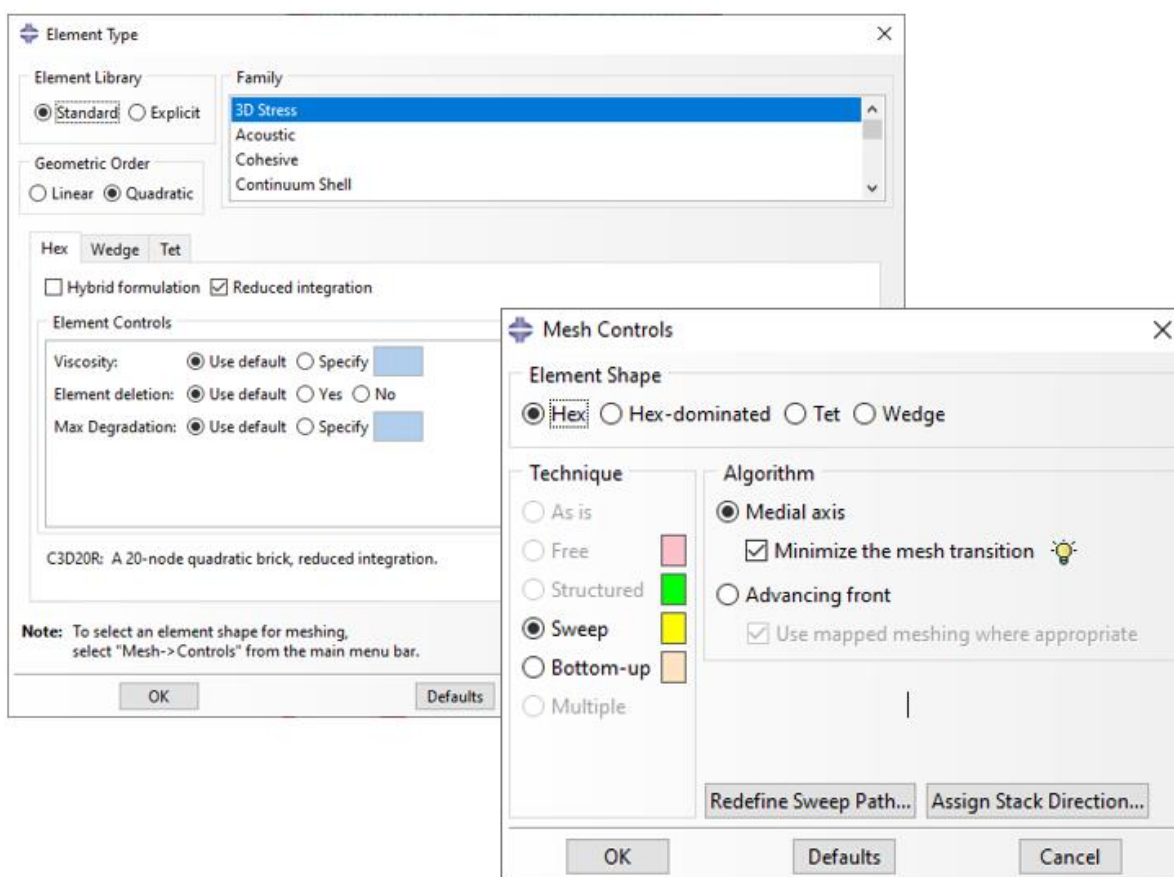 Element Type
Element Library
Standard Explicit
Family
3D Stress
Acoustic
Cohesive
Continuum Shell
Geometric Order
Linear Quadratic
Hex Wedge Tet
Hybrid formulation Reduced integration
Element Controls
Viscosity: Use default Specify
Element deletion: Use default Yes No
Max Degradation: Use default Specify
C3D20R: A 20-node quadratic brick, reduced integration.
Note: To select an element shape for meshing,
select "Mesh->Controls" from the main menu bar.
OK Defaults
Mesh Controls
Element Shape
Hex Hex-dominated Tet Wedge
Technique
As is
Free
Structured
Sweep
Bottom-up
Multiple
Algorithm
Medial axis
Minimize the mesh transition
Advancing front
Use mapped meshing where appropriate
Redefine Sweep Path... Assign Stack Direction...
OK Defaults Cancel